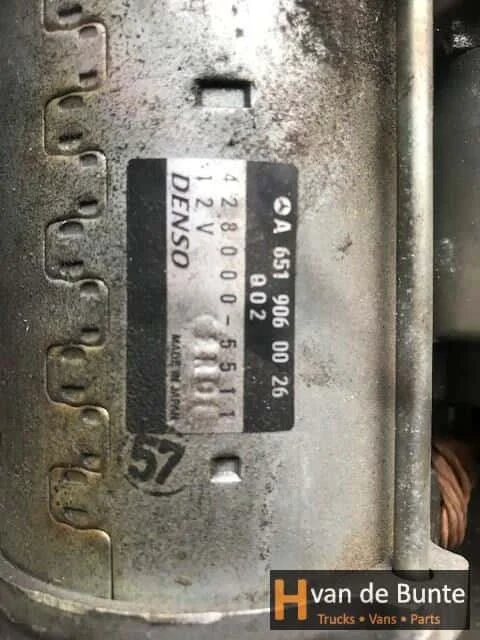 A 651 906 00 26
002
428000-5511
12V
DENSO
MADE IN JAPAN
57
H van de Bunte
Trucks • Vans • Parts